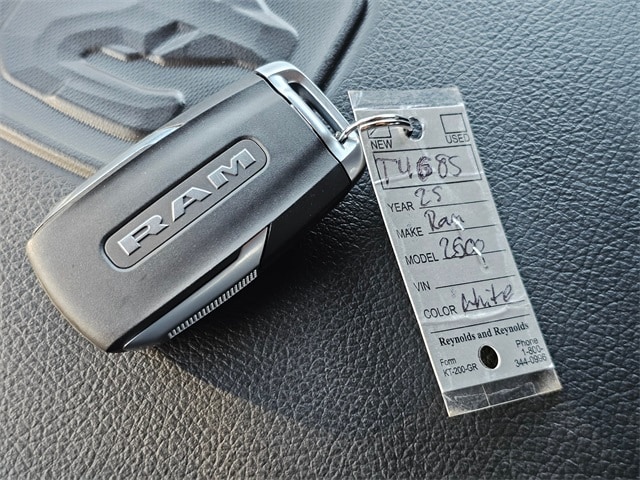 RAM
NEW USED
T4685
YEAR 25
MAKE Ram
MODEL 2500
VIN
COLOR White
Reynolds and Reynolds
Form KT-200-GR
Phone 1-800-344-0996